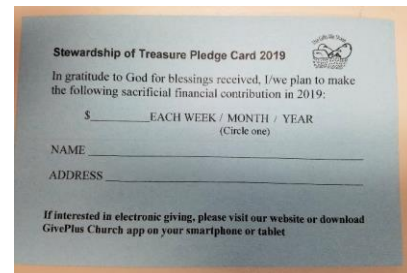 Stewardship of Treasure Pledge Card 2019
In gratitude to God for blessings received, I/we plan to make
the following sacrificial financial contribution in 2019:
$________EACH WEEK / MONTH / YEAR
(Circle one)
NAME
ADDRESS
If interested in electronic giving, please visit our website or download
GivePlus Church app on your smartphone or tablet